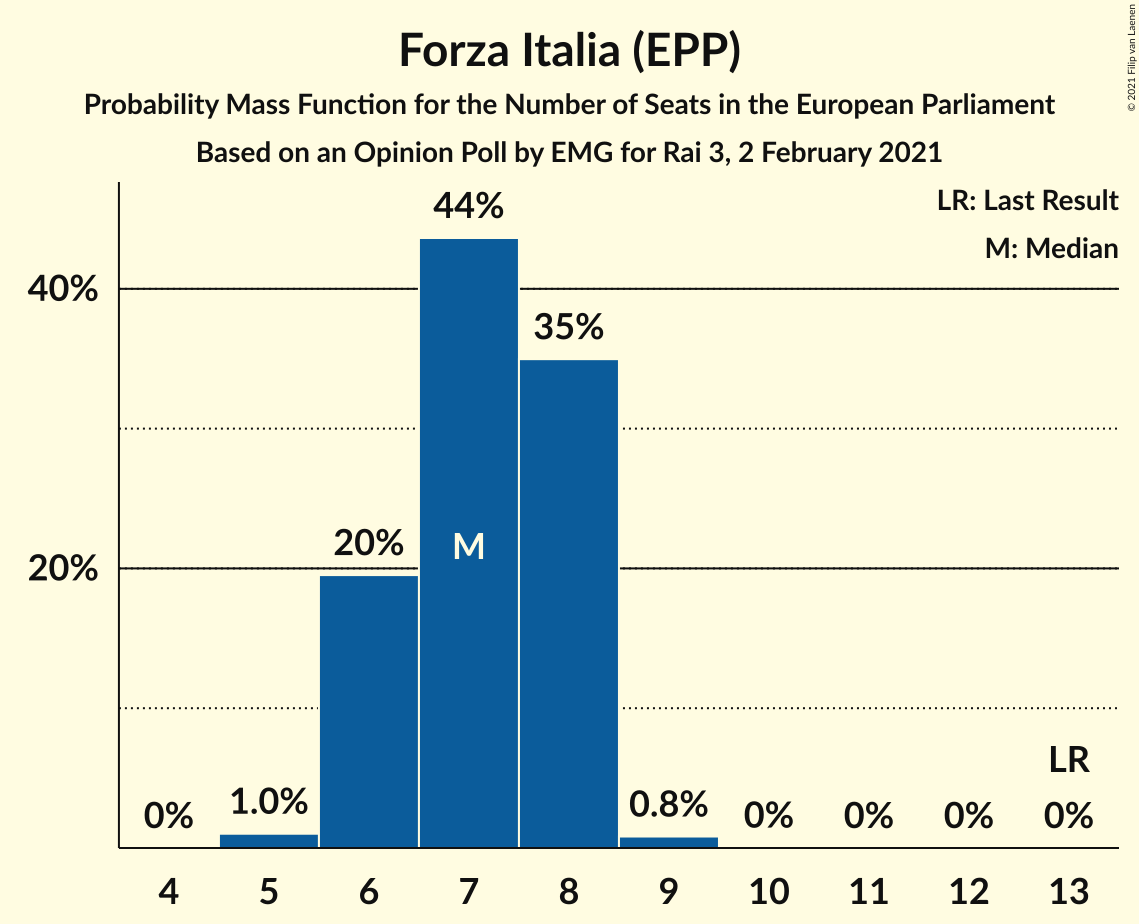 Forza Italia (EPP)
Probability Mass Function for the Number of Seats in the European Parliament
Based on an Opinion Poll by EMG for Rai 3, 2 February 2021
© 2021 Filip van Laenen
LR: Last Result
M: Median
44%
40%
35%
20%
M
20%
LR
0%
1.0%
0.8%
0%
0%
0%
0%
4 5 6 7 8 9 10 11 12 13